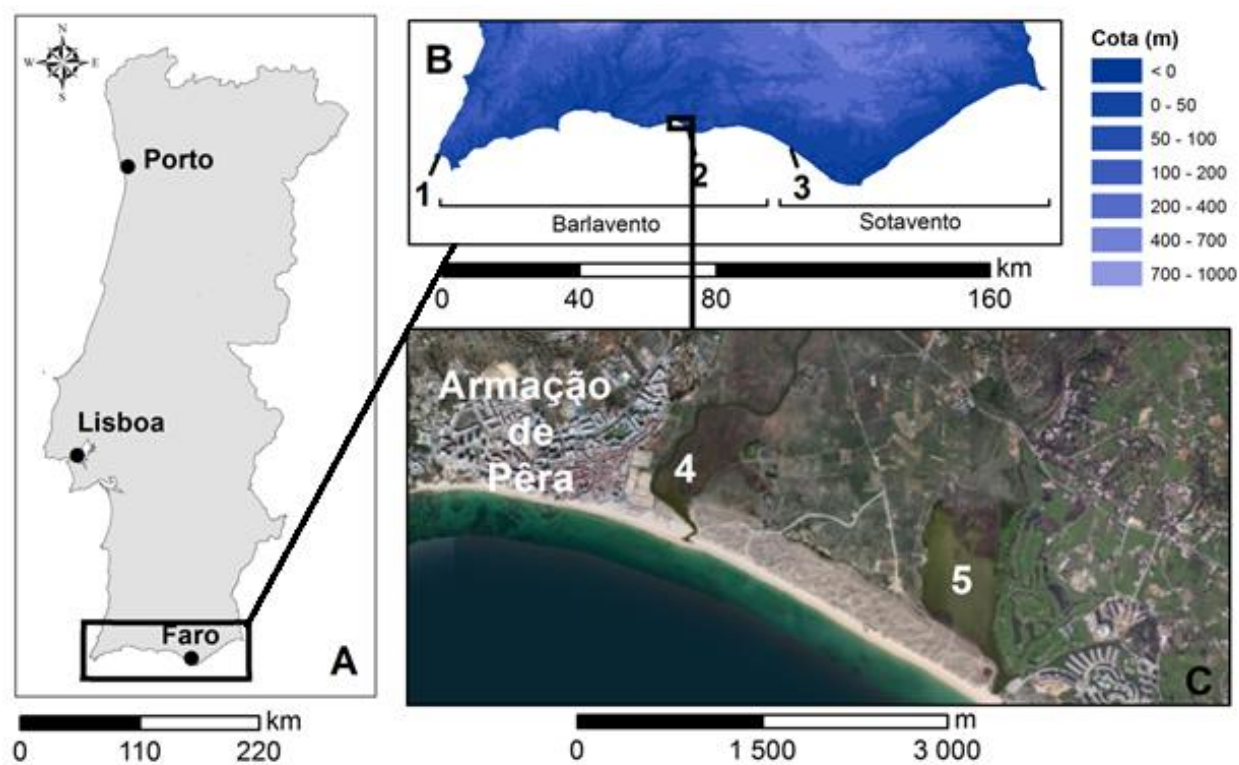 N
W E
S
Porto
Lisboa
Faro
A
km
0 110 220
B
1
2
3
Barlavento
Sotavento
km
0 40 80 160
Cota (m)
< 0
0 - 50
50 - 100
100 - 200
200 - 400
400 - 700
700 - 1000
Armação
de
Pêra
4
5
C
m
0 1 500 3 000